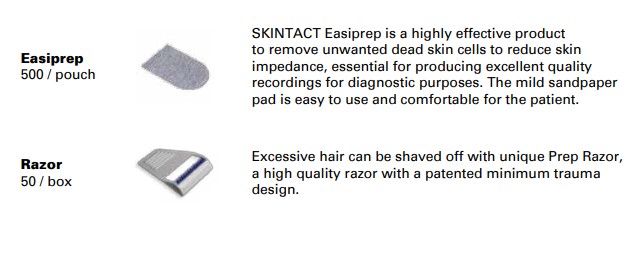 Easiprep
500 / pouch
SKINTACT Easiprep is a highly effective product
to remove unwanted dead skin cells to reduce skin
impedance, essential for producing excellent quality
recordings for diagnostic purposes. The mild sandpaper
pad is easy to use and comfortable for the patient.
Razor
50 / box
Excessive hair can be shaved off with unique Prep Razor,
a high quality razor with a patented minimum trauma
design.